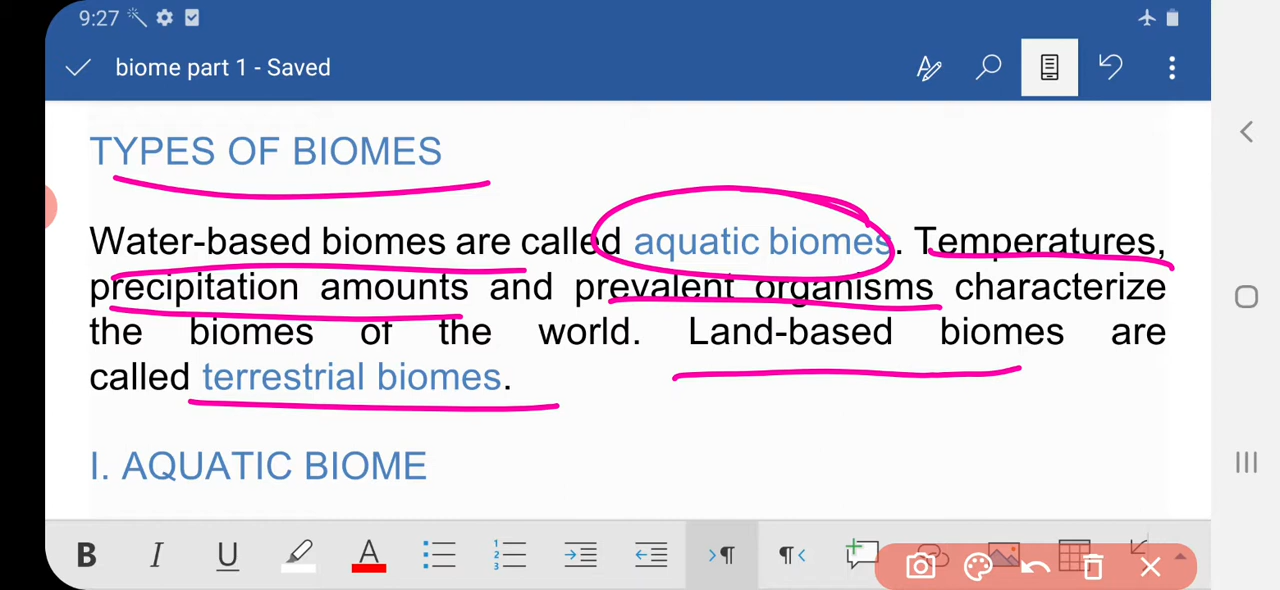 9:27
biome part 1 - Saved
TYPES OF BIOMES
Water-based biomes are called aquatic biomes. Temperatures,
precipitation amounts and prevalent organisms characterize
the biomes of the world. Land-based biomes are
called terrestrial biomes.
I. AQUATIC BIOME
B I U A